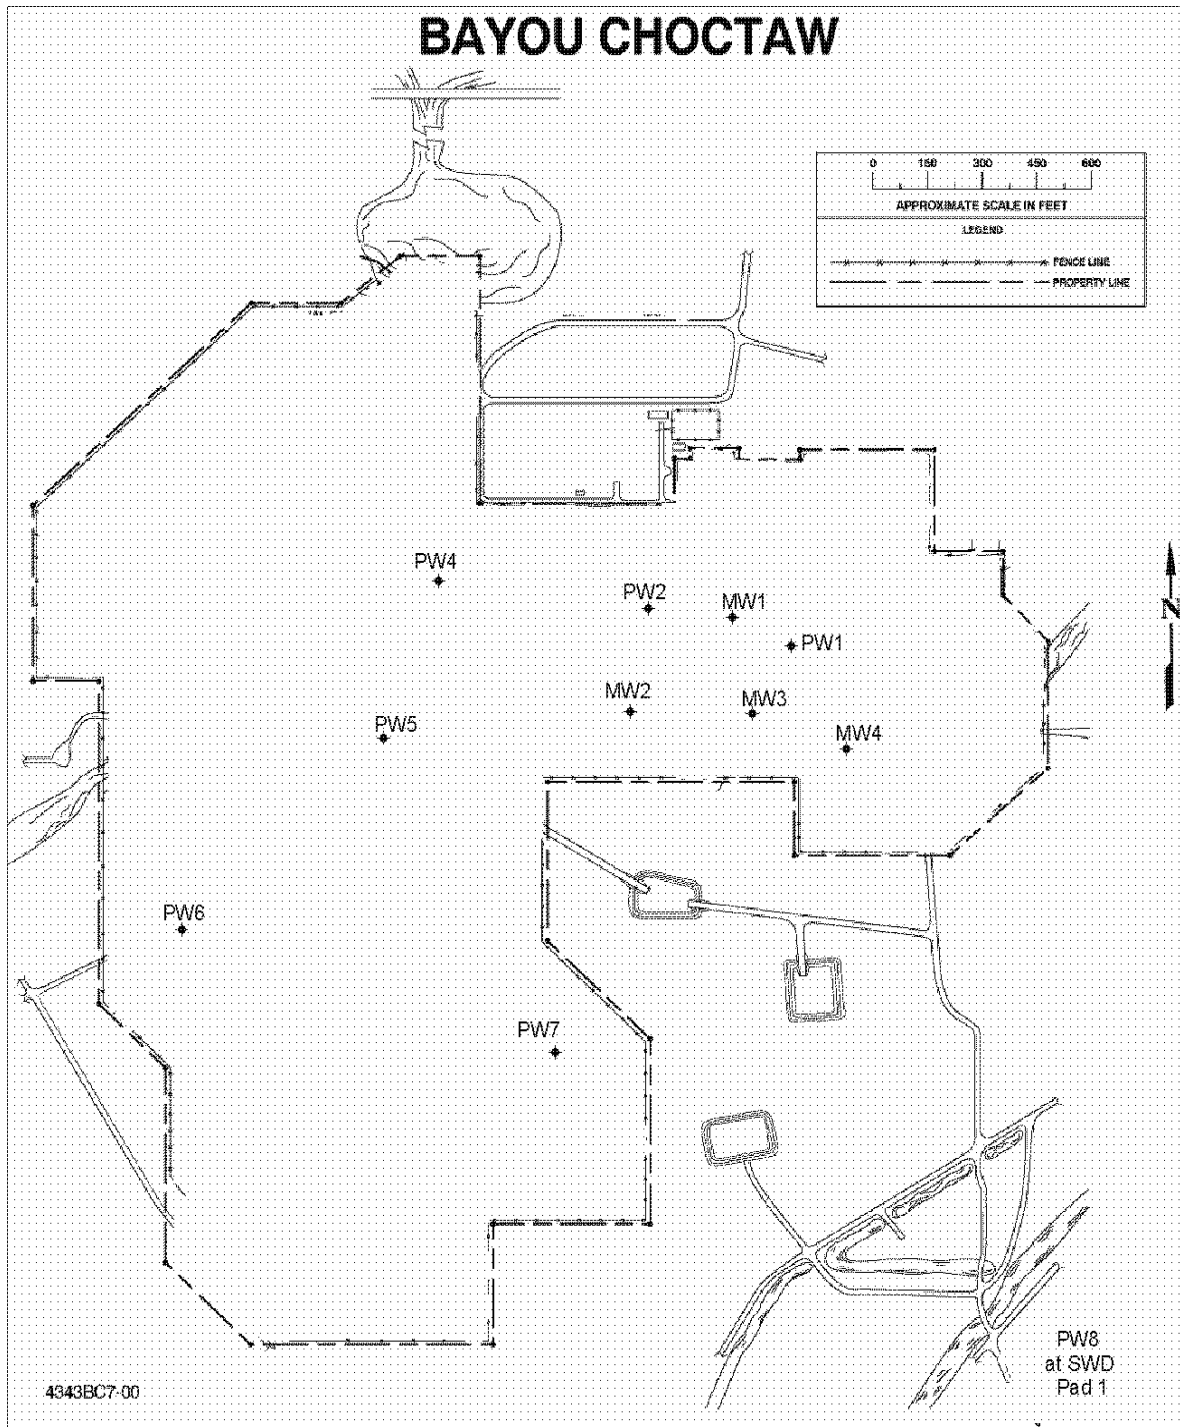 BAYOU CHOCTAW
0 150 300 450 600
APPROXIMATE SCALE IN FEET
LEGEND
FENCE LINE
PROPERTY LINE
PW4
PW2
MW1
N
PW1
MW2
MW3
PW5
MW4
PW6
PW7
PW8
at SWD
Pad 1
4343BC7-00